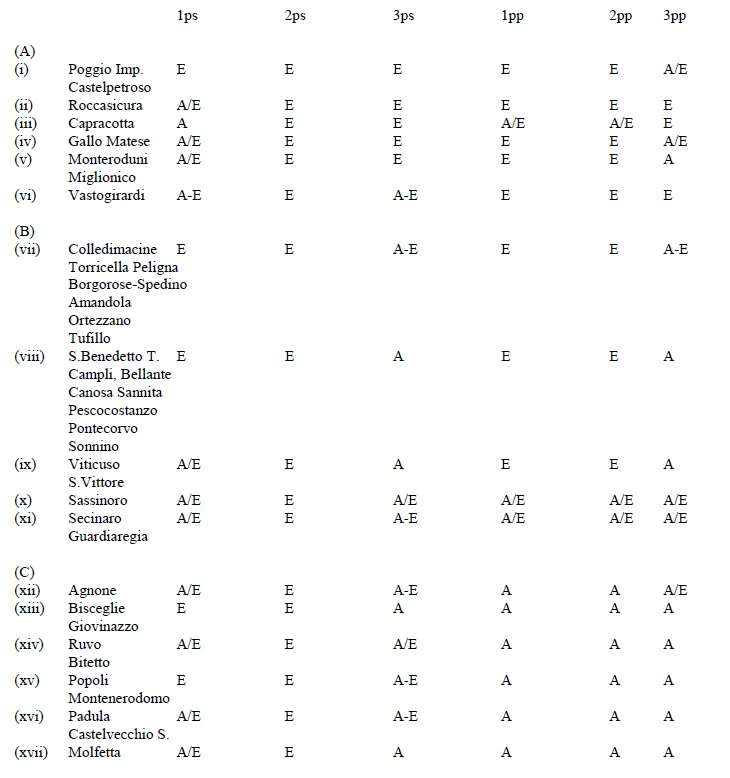 1ps 2ps 3ps 1pp 2pp 3pp
(A)
(i) Poggio Imp. E E E E E A/E
Castelpetroso
(ii) Roccasicura A/E E E E E E
(iii) Capracotta A E E A/E A/E E
(iv) Gallo Matese A/E E E E E A/E
(v) Monteroduni A/E E E E E A
Miglionico
(vi) Vastogirardi A-E E A-E E E E
(B)
(vii) Colledimacine E E A-E E E A-E
Torricella Peligna
Borgorose-Spedino
Amandola
Ortezzano
Tufillo
(viii) S.Benedetto T. E E A E E A
Campli, Bellante
Canosa Sannita
Pescocostanzo
Pontecorvo
Sonnino
(ix) Viticuso A/E E A E E A
S.Vittore
(x) Sassinoro A/E E A/E A/E A/E A/E
(xi) Secinaro A/E E A-E A/E A/E A/E
Guardiaregia
(C)
(xii) Agnone A/E E A-E A A A/E
(xiii) Bisceglie E E A A A A
Giovinazzo
(xiv) Ruvo A/E E A/E A A A
Bitetto
(xv) Popoli E E A-E A A A
Montenerodomo
(xvi) Padula A/E E A-E A A A
Castelvecchio S.
(xvii) Molfetta A/E E A A A A